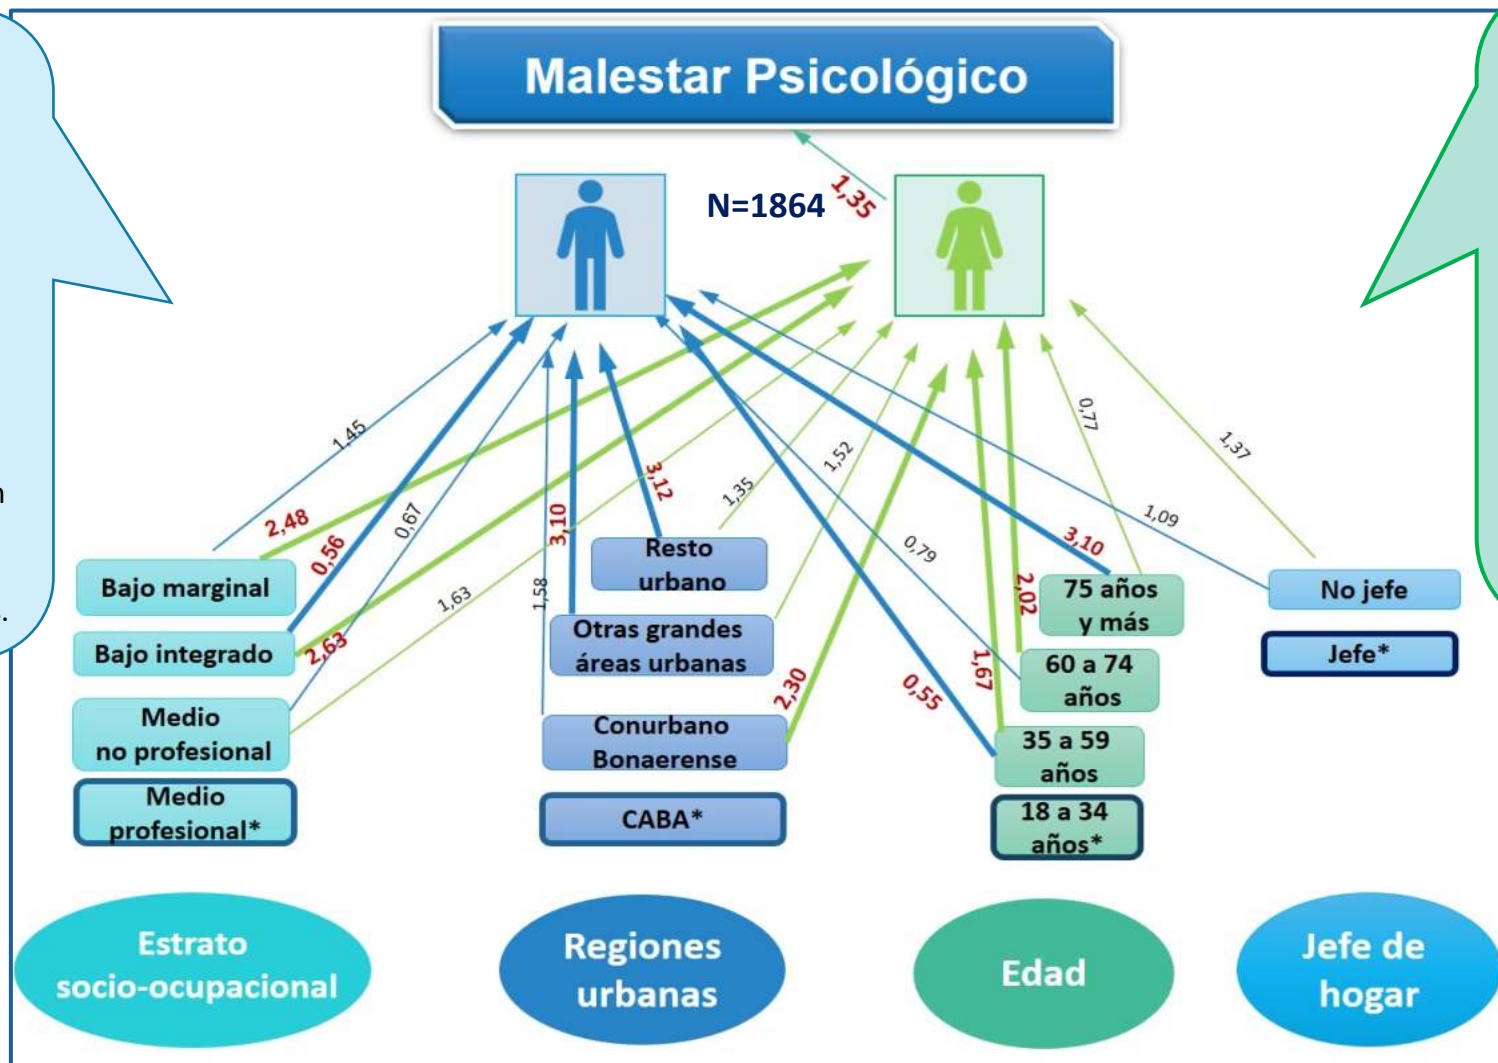 Malestar Psicológico
N=1864
1,35
1,45
2,48
0,56
0,67
2,63
1,63
1,58
3,10
3,12
1,35
1,52
2,30
0,79
0,55
1,67
2,02
3,10
0,77
1,09
1,37
n
.
Bajo marginal
Bajo integrado
Medio
no profesional
Medio
profesional*
Resto
urbano
Otras grandes
áreas urbanas
Conurbano
Bonaerense
CABA*
75 años
y más
60 a 74
años
35 a 59
años
18 a 34
años*
No jefe
Jefe*
Estrato
socio-ocupacional
Regiones
urbanas
Edad
Jefe de
hogar